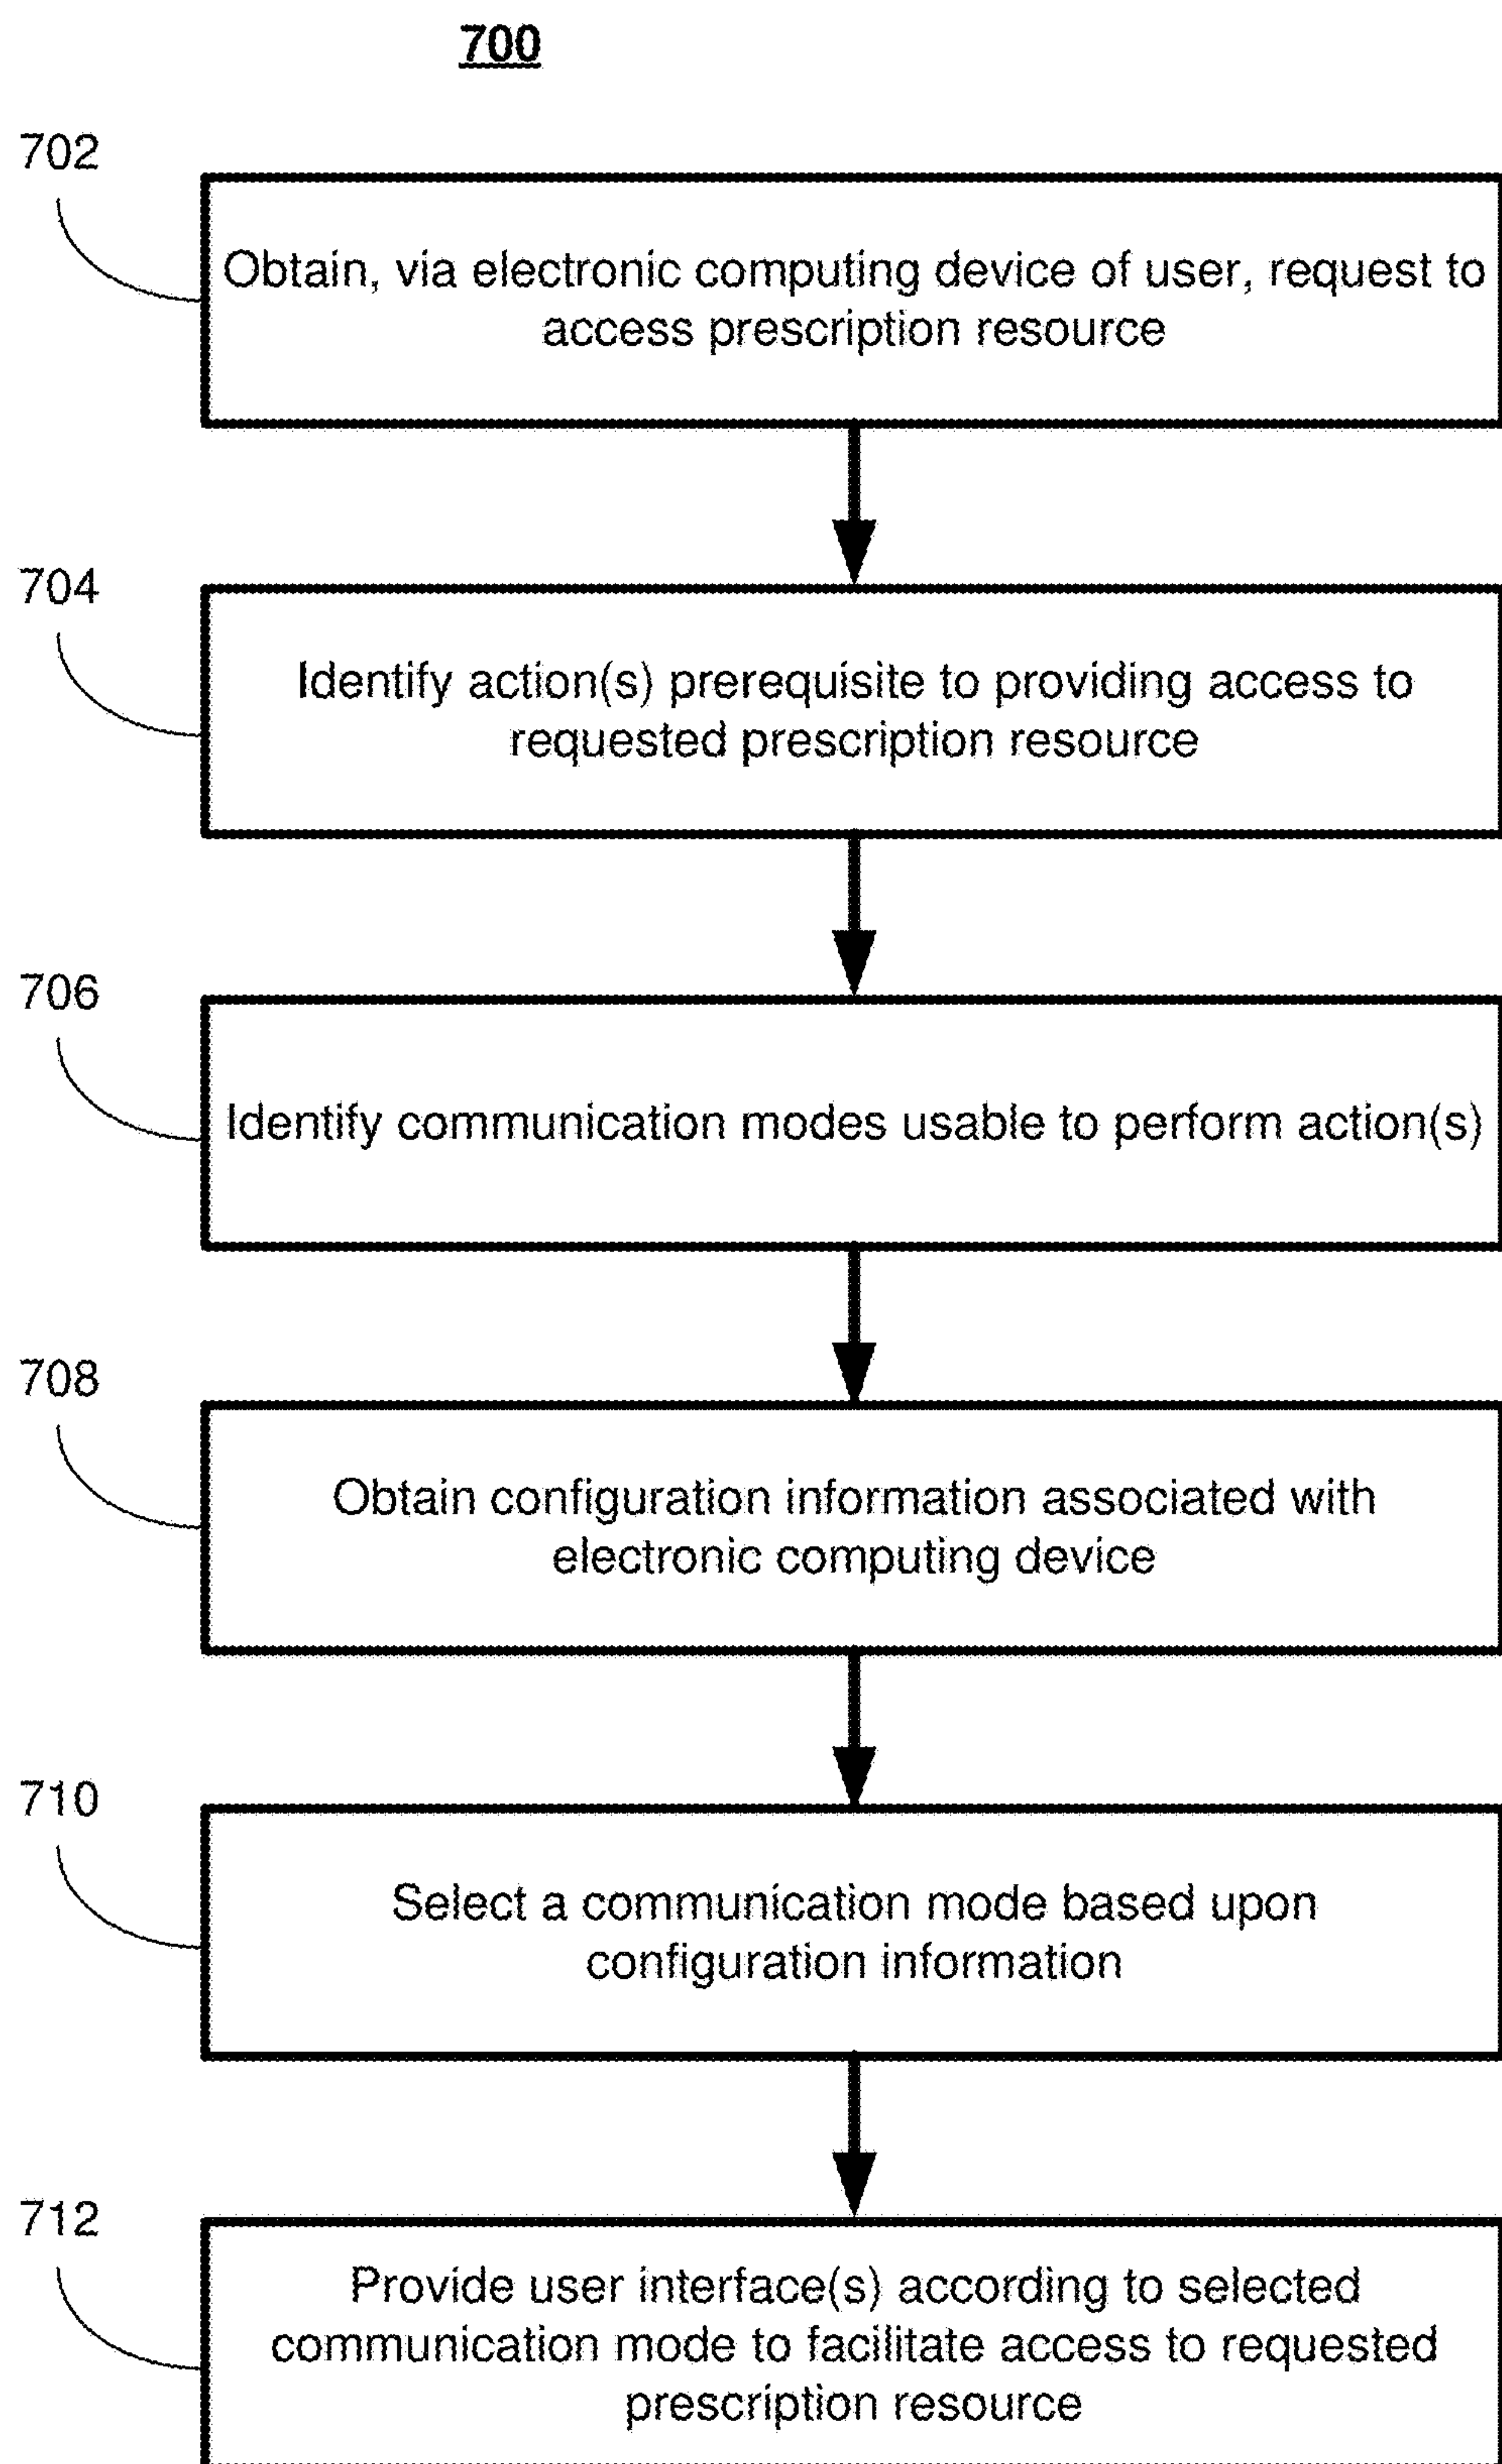 700
702
Obtain, via electronic computing device of user, request to
access prescription resource
704
Identify action(s) prerequisite to providing access to
requested prescription resource
706
Identify communication modes usable to perform action(s)
708
Obtain configuration information associated with
electronic computing device
710
Select a communication mode based upon
configuration information
712
Provide user interface(s) according to selected
communication mode to facilitate access to requested
prescription resource